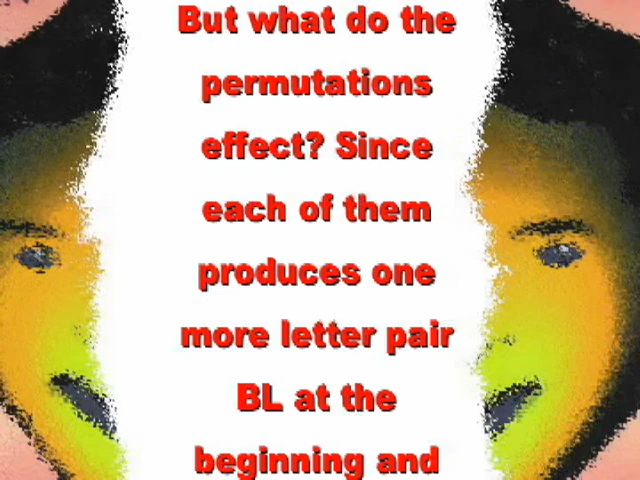 But what do the
permutations
effect? Since
each of them
produces one
more letter pair
BL at the
beginning and